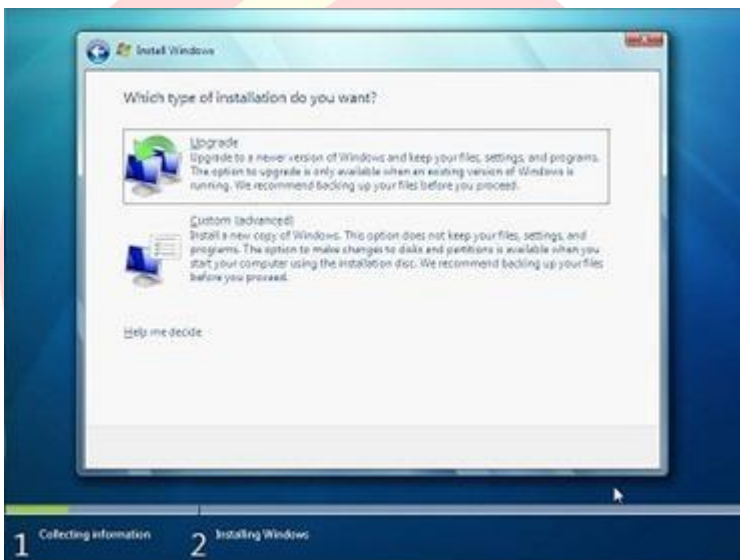 Install Windows
Which type of installation do you want?
Upgrade
Upgrade to a newer version of Windows and keep your files, settings, and programs.
The option to upgrade is only available when an existing version of Windows is
running. We recommend backing up your files before you proceed.
Custom (advanced)
Install a new copy of Windows. This option does not keep your files, settings, and
programs. The option to make changes to disks and partitions is available when you
start your computer using the installation disc. We recommend backing up your files
before you proceed.
Help me decide
1 Collecting information 2 Installing Windows